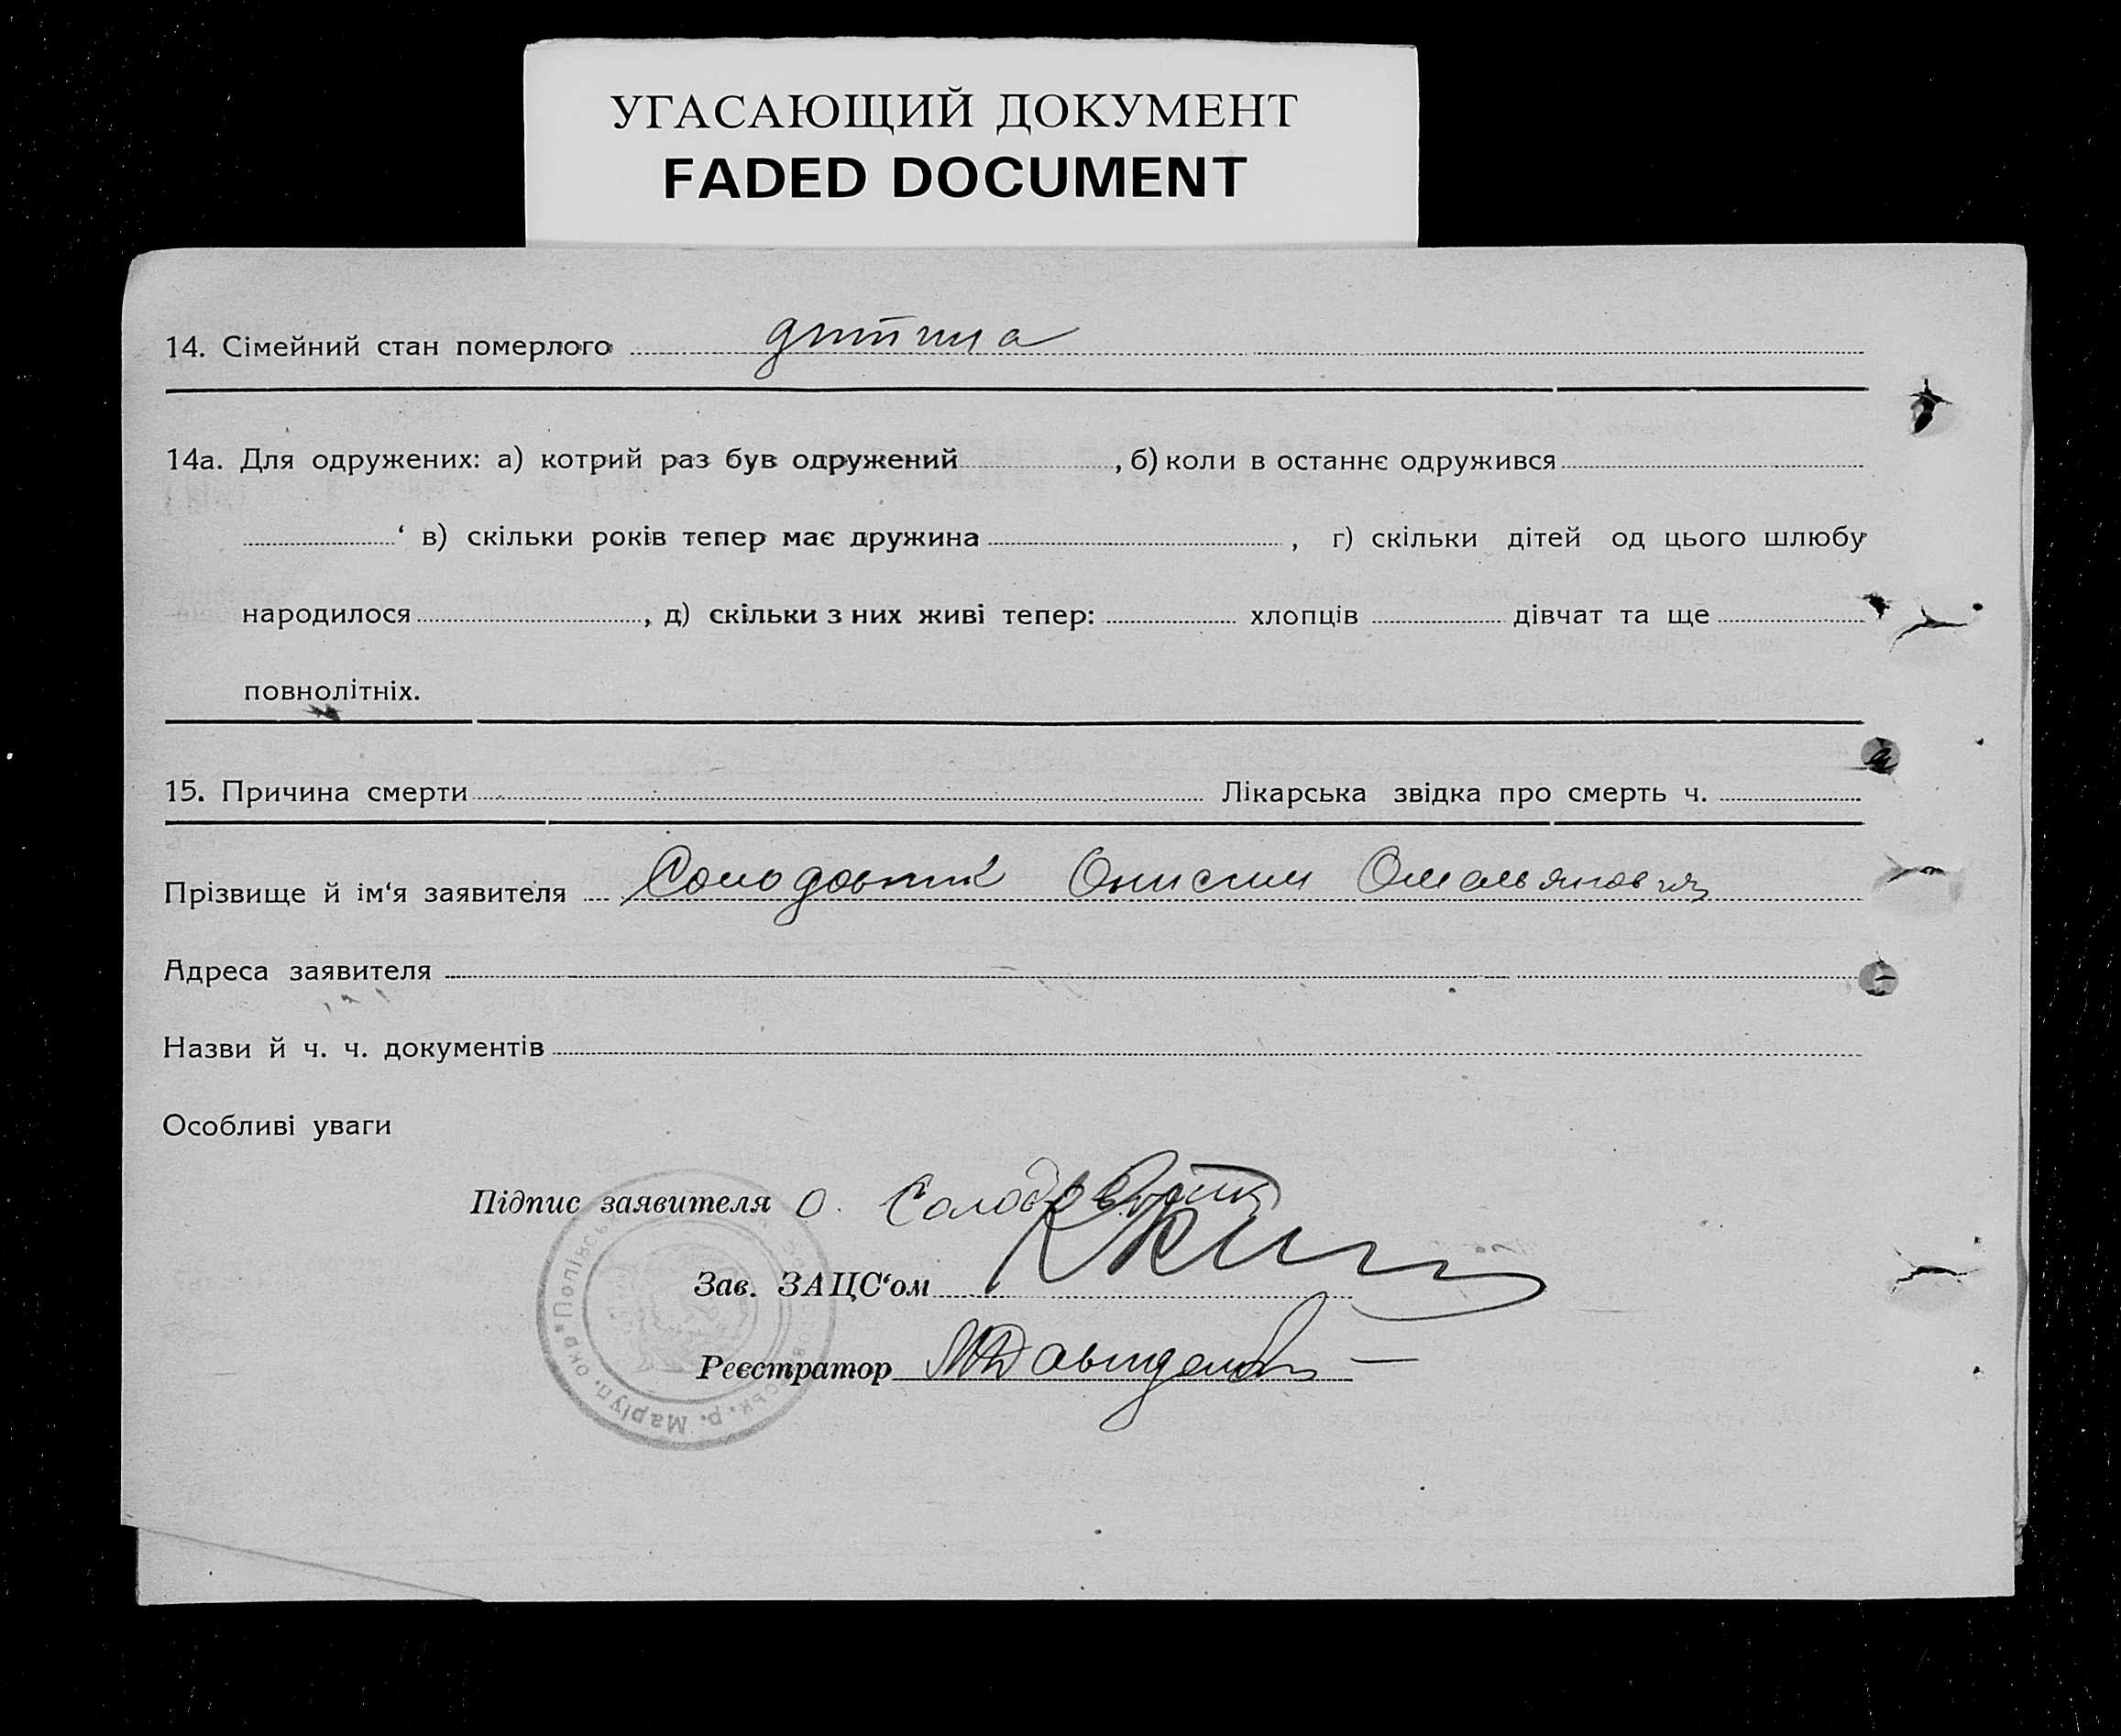 УГАСАЮЩИЙ ДОКУМЕНТ
FADED DOCUMENT
14. Сімейний стан померлого дитина
14а. Для одружених: а) котрий раз був одружений , б) коли в останнє одружився
‘ в) скільки років тепер має дружина , г) скільки дітей од цього шлюбу
народилося , д) скільки з них живі тепер: хлопців дівчат та ще
повнолітніх.
15. Причина смерти Лікарська звідка про смерть ч.
Прізвище й ім‘я заявителя Солодовник Онисим Омельянович
Адреса заявителя
Назви й ч. ч. документів
Особливі уваги
Підпис заявителя О. Солодовник
Зав. ЗАЦС‘ом
Реєстратор
Маріуп. окр * Попівсь